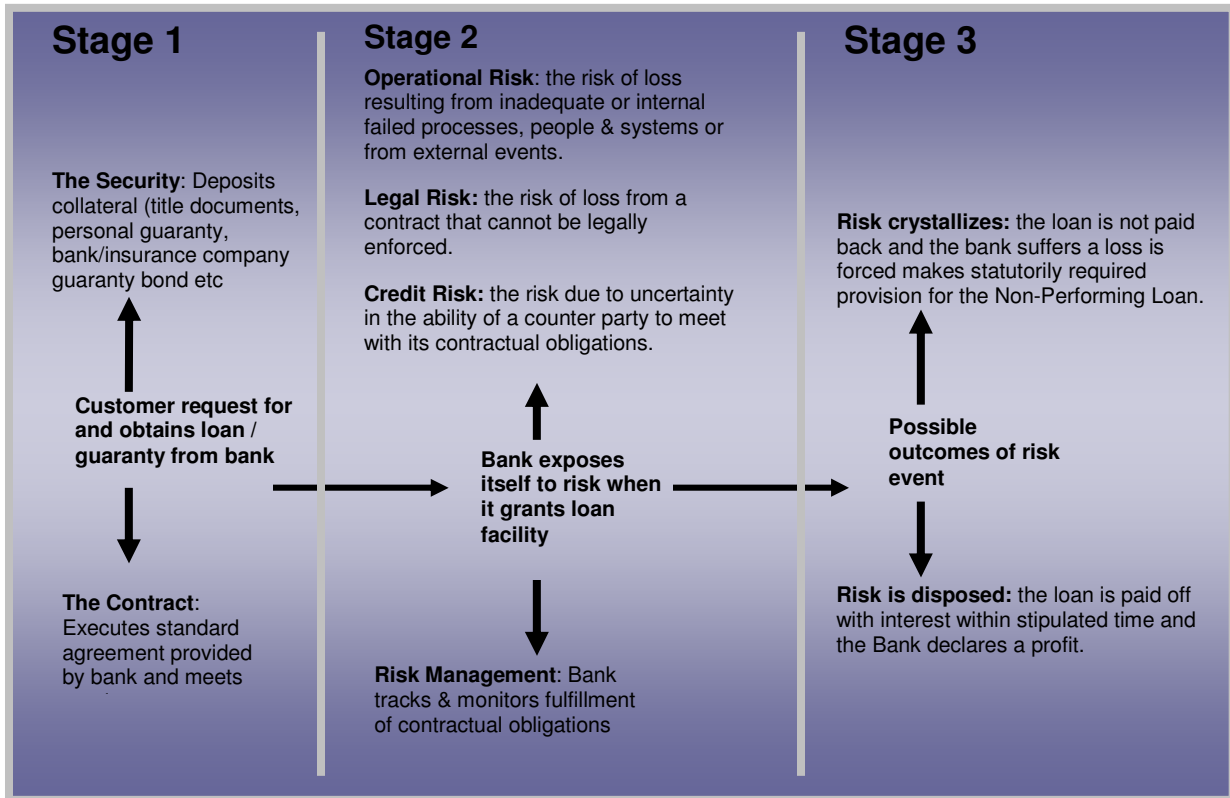 Stage 1
The Security: Deposits
collateral (title documents,
personal guaranty,
bank/insurance company
guaranty bond etc
Customer request for
and obtains loan /
guaranty from bank
The Contract:
Executes standard
agreement provided
by bank and meets
Stage 2
Operational Risk: the risk of loss
resulting from inadequate or internal
failed processes, people & systems or
from external events.
Legal Risk: the risk of loss from a
contract that cannot be legally
enforced.
Credit Risk: the risk due to uncertainty
in the ability of a counter party to meet
with its contractual obligations.
Bank exposes
itself to risk when
it grants loan
facility
Risk Management: Bank
tracks & monitors fulfillment
of contractual obligations
Stage 3
Risk crystallizes: the loan is not paid
back and the bank suffers a loss is
forced makes statutorily required
provision for the Non-Performing Loan.
Possible
outcomes of risk
event
Risk is disposed: the loan is paid off
with interest within stipulated time and
the Bank declares a profit.